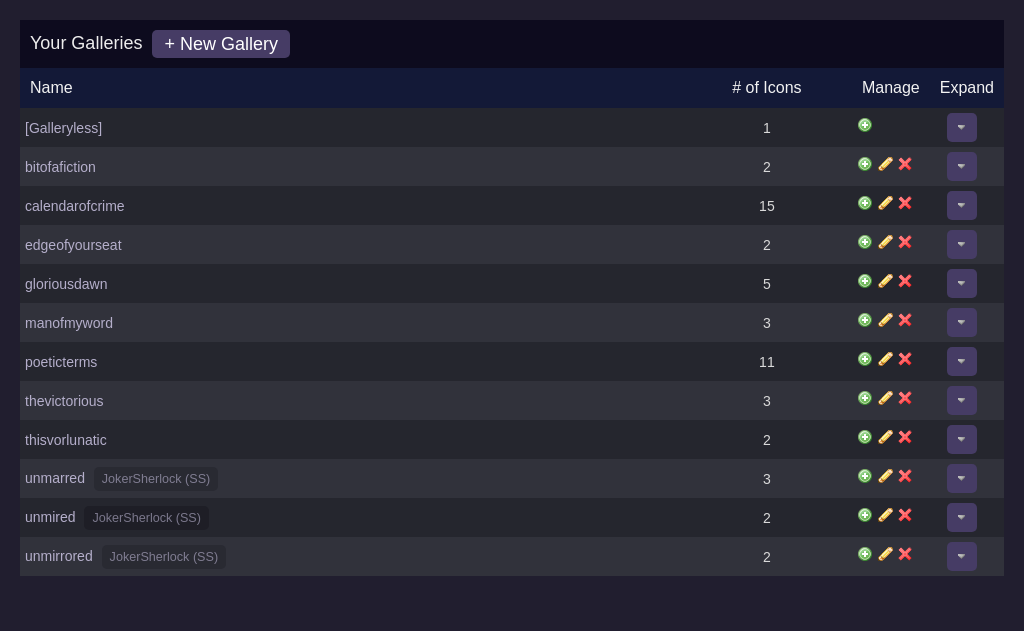 Your Galleries + New Gallery
Name # of Icons Manage Expand
[Galleryless] 1
bitofafiction 2
calendarofcrime 15
edgeofyourseat 2
gloriousdawn 5
manofmyword 3
poeticterms 11
thevictorious 3
thisvorlunatic 2
unmarred JokerSherlock (SS) 3
unmired JokerSherlock (SS) 2
unmirrored JokerSherlock (SS) 2